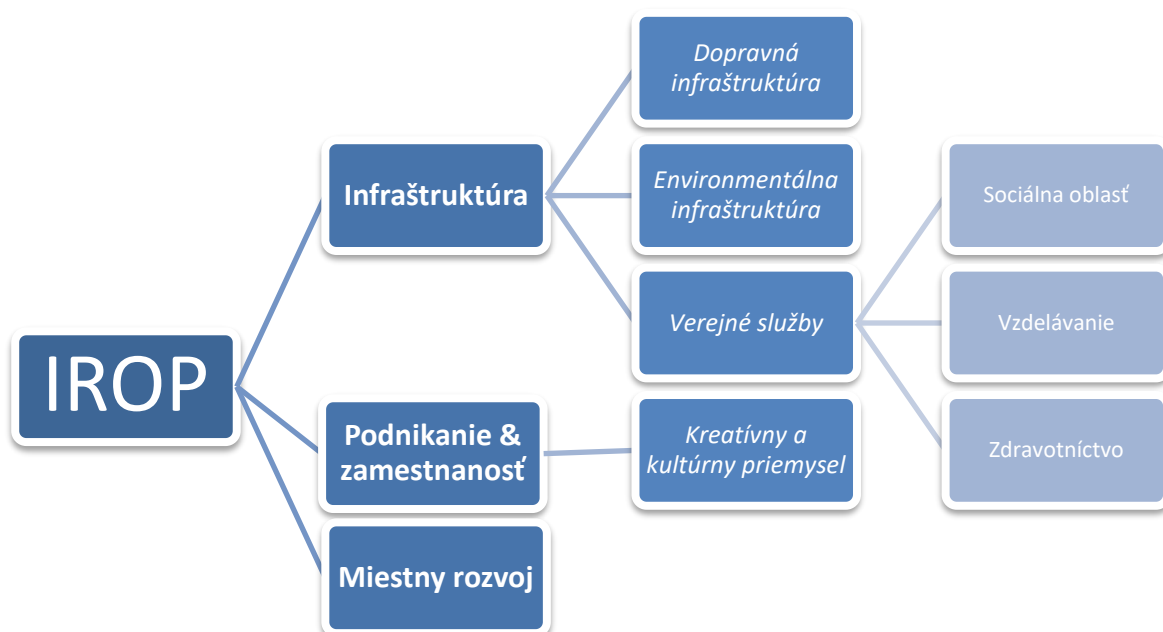 IROP
Infraštruktúra
Podnikanie &
zamestnanosť
Miestny rozvoj
Dopravná
infraštruktúra
Environmentálna
infraštruktúra
Verejné služby
Kreatívny a
kultúrny priemysel
Sociálna oblasť
Vzdelávanie
Zdravotníctvo